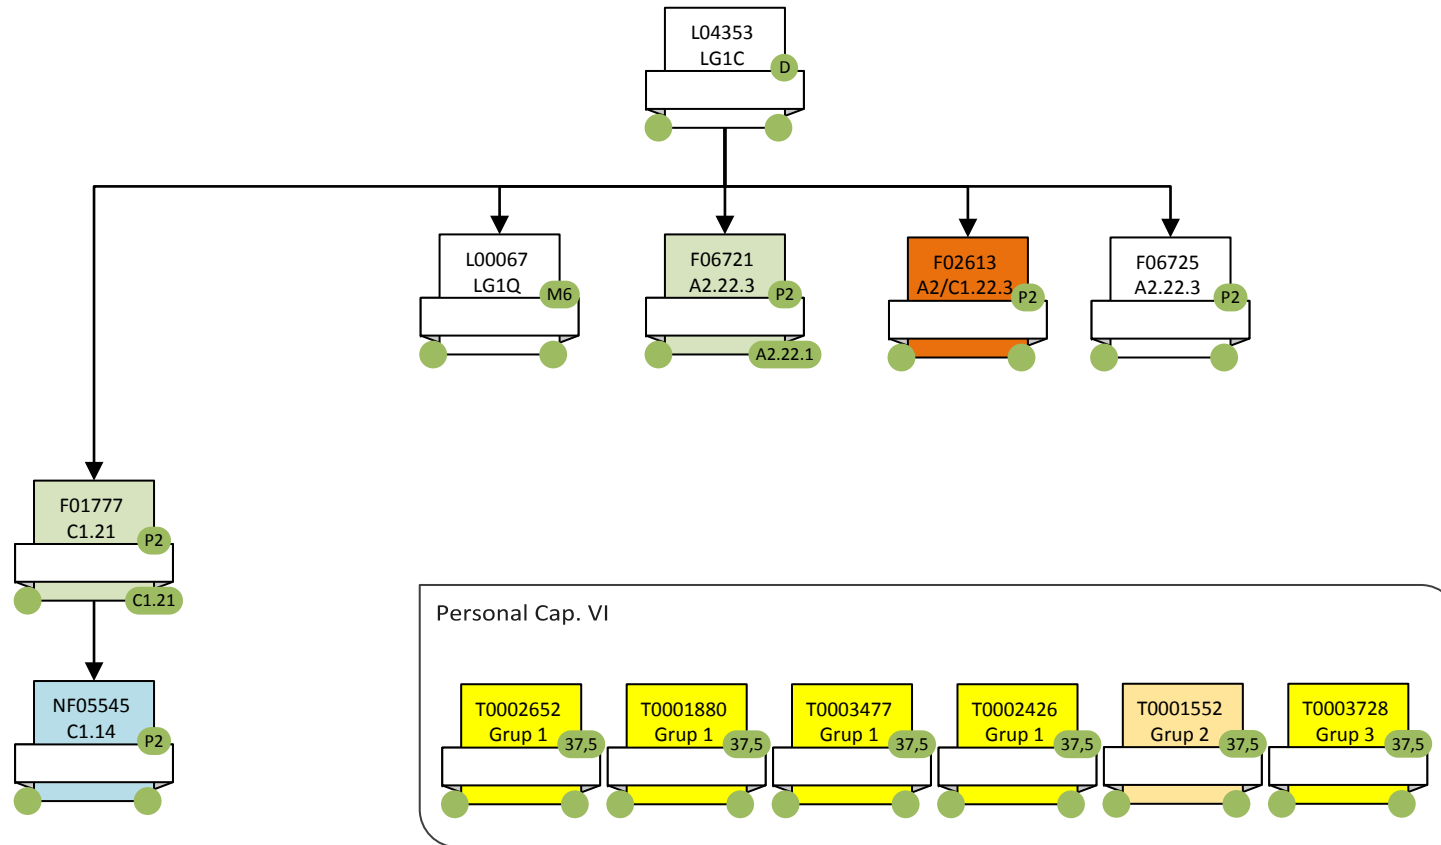 L04353
LG1C
D
L00067
LG1Q
M6
F06721
A2.22.3
P2
A2.22.1
F02613
A2/C1.22.3
P2
F06725
A2.22.3
P2
F01777
C1.21
P2
C1.21
NF05545
C1.14
P2
Personal Cap. VI
T0002652
Grup 1
37,5
T0001880
Grup 1
37,5
T0003477
Grup 1
37,5
T0002426
Grup 1
37,5
T0001552
Grup 2
37,5
T0003728
Grup 3
37,5